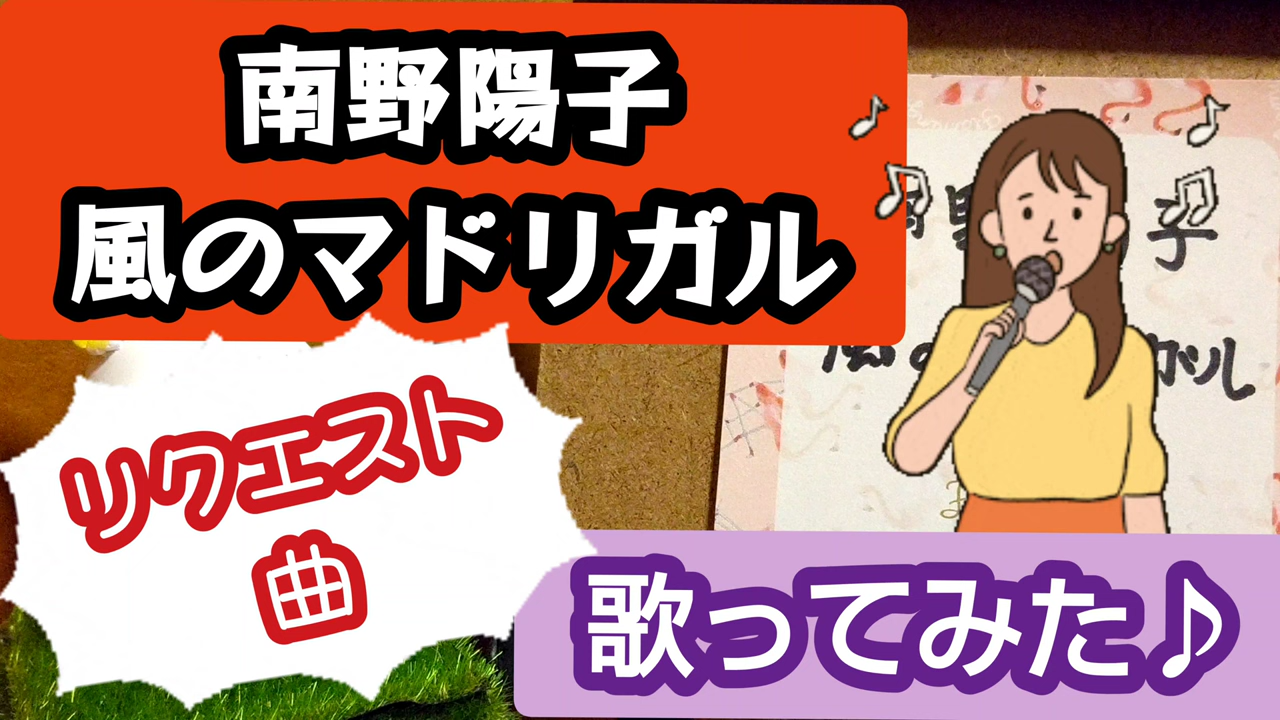 南野陽子
風のマドリガル
リクエスト
曲
歌ってみた♪